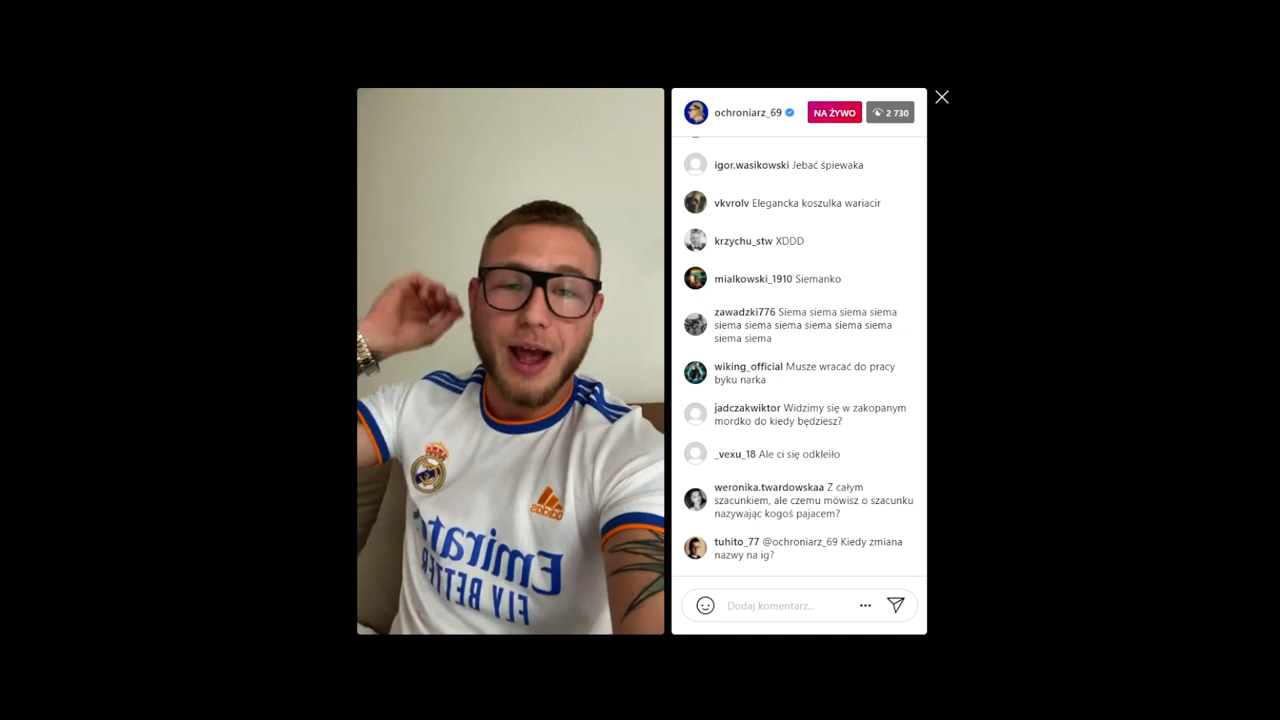 ochroniarz_69
NA ŻYWO
2 730
igor.wasikowski Jebać śpiewaka
vkvrolv Elegancka koszulka wariacir
krzychu_stw XDDD
mialkowski_1910 Siemanko
zawadzki776 Siema siema siema siema
siema siema siema siema siema siema
siema siema
wiking_official Musze wracać do pracy
byku narka
jadczakwiktor Widzimy się w zakopanym
mordko do kiedy będziesz?
_vexu_18 Ale ci się odkleiło
weronika.twardowskaa Z całym
szacunkiem, ale czemu mówisz o szacunku
nazywając kogoś pajacem?
tuhito_77 @ochroniarz_69 Kiedy zmiana
nazwy na ig?
Dodaj komentarz...
adidas
Emirates
FLY BETTER